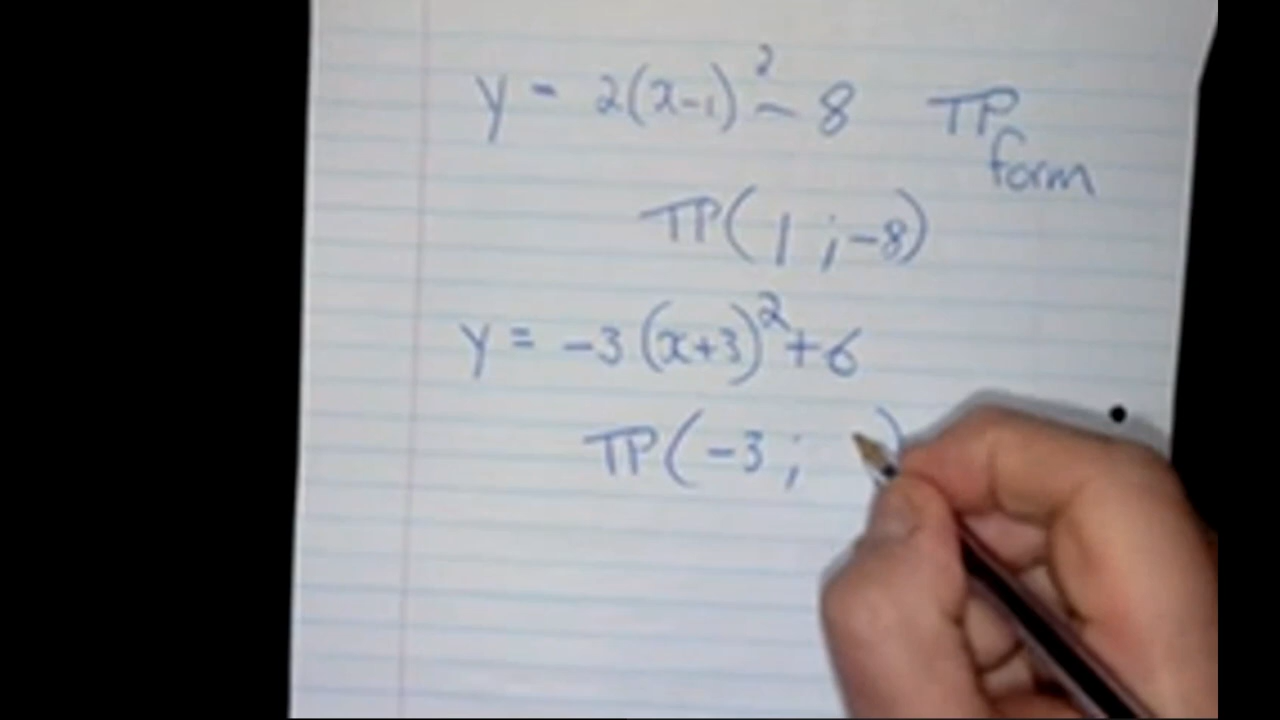 y = 2(x-1)² - 8 TP form
TP(1 ; -8)
y = -3(x+3)² + 6
TP(-3 ; )